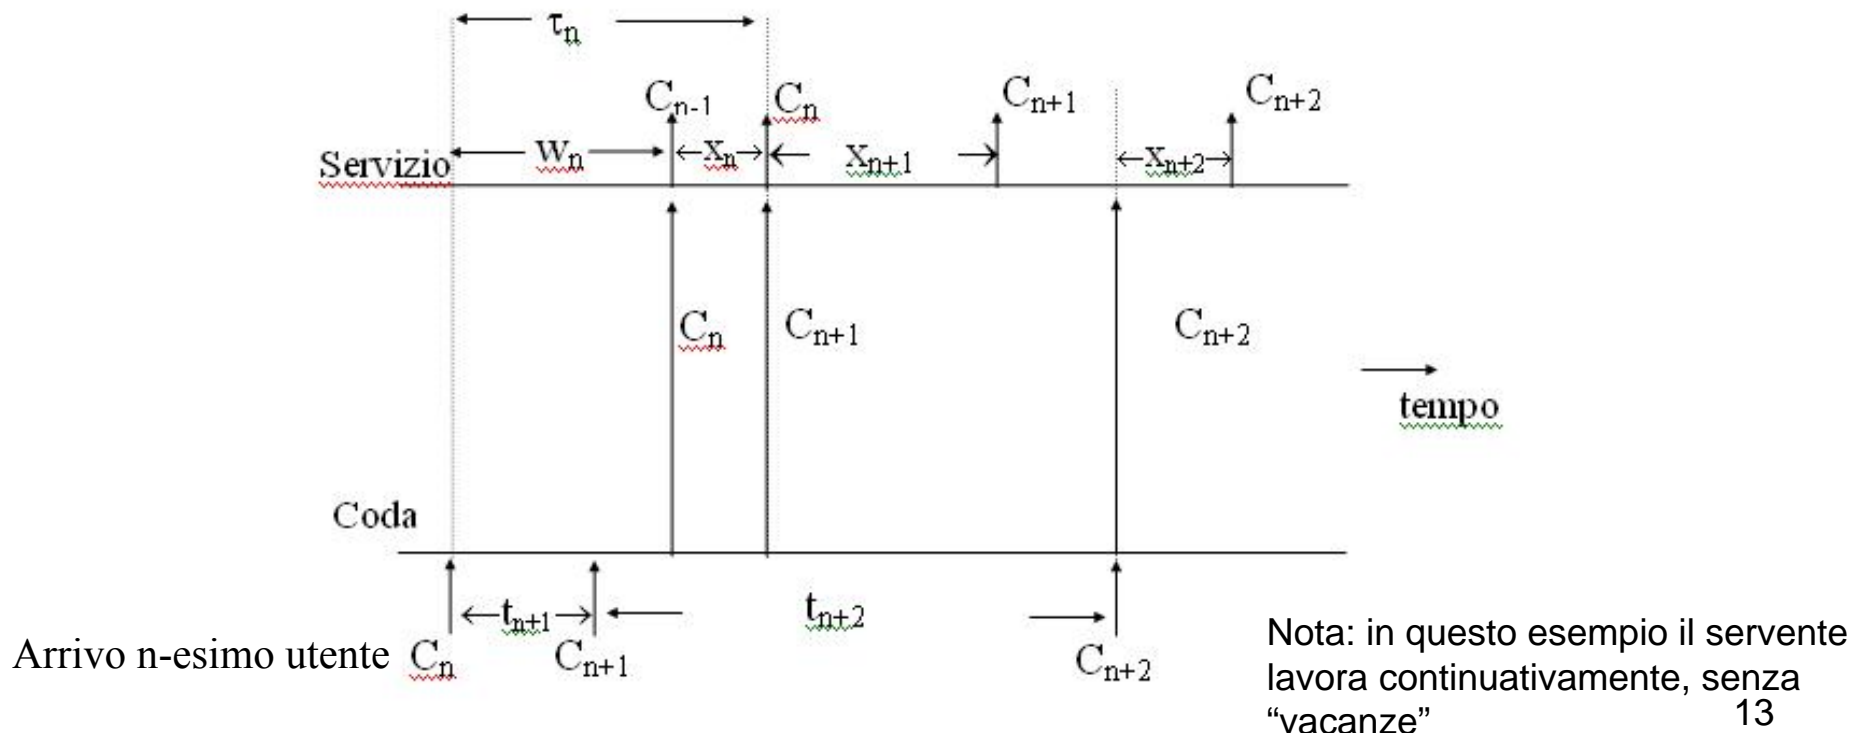 τn
Cn-1 Cn Cn+1 Cn+2
Servizio wn xn xn+1 xn+2
Cn Cn+1 Cn+2
tempo
Coda
tn+1 tn+2
Arrivo n-esimo utente Cn Cn+1 Cn+2
Nota: in questo esempio il servente
lavora continuativamente, senza
“vacanze”
13